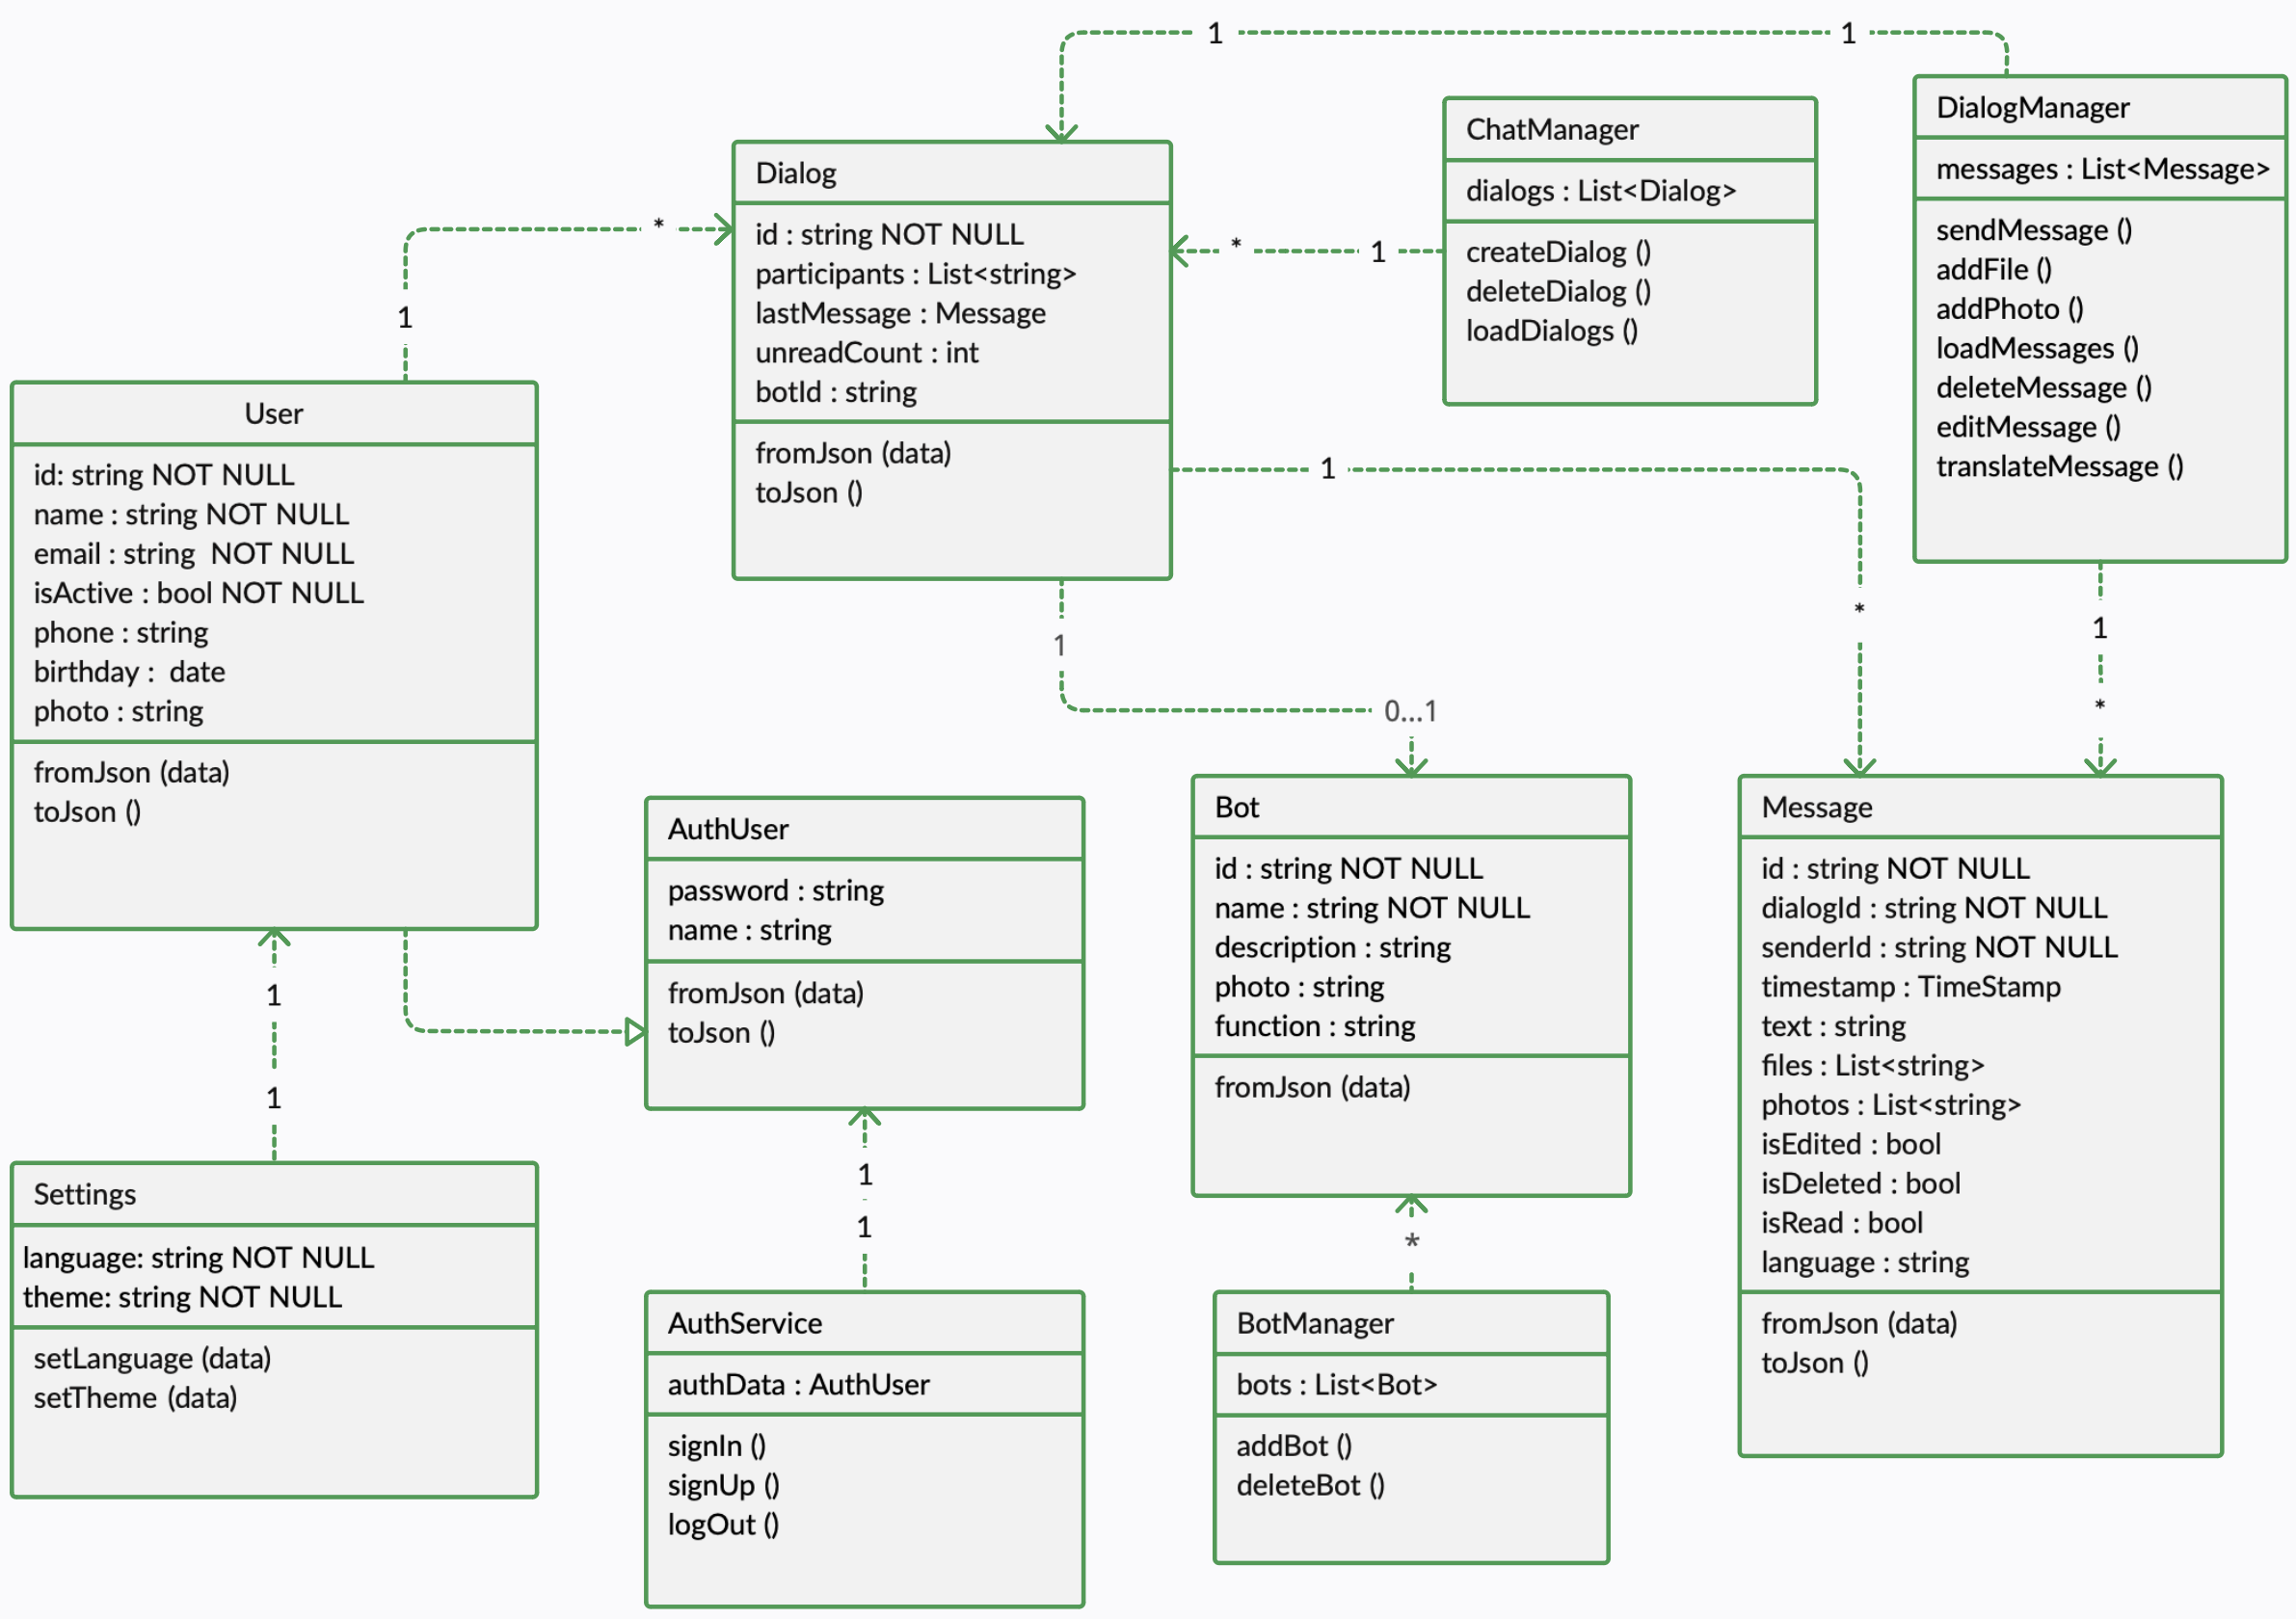 1
1
DialogManager
messages : List<Message>
sendMessage ()
addFile ()
addPhoto ()
loadMessages ()
deleteMessage ()
editMessage ()
translateMessage ()
ChatManager
dialogs : List<Dialog>
createDialog ()
deleteDialog ()
loadDialogs ()
*
1
Dialog
id : string NOT NULL
participants : List<string>
lastMessage : Message
unreadCount : int
botId : string
fromJson (data)
toJson ()
*
1
User
id: string NOT NULL
name : string NOT NULL
email : string  NOT NULL
isActive : bool NOT NULL
phone : string
birthday :  date
photo : string
fromJson (data)
toJson ()
1
*
1
*
1
0...1
AuthUser
password : string
name : string
fromJson (data)
toJson ()
Bot
id : string NOT NULL
name : string NOT NULL
description : string
photo : string
function : string
fromJson (data)
Message
id : string NOT NULL
dialogId : string NOT NULL
senderId : string NOT NULL
timestamp : TimeStamp
text : string
files : List<string>
photos : List<string>
isEdited : bool
isDeleted : bool
isRead : bool
language : string
fromJson (data)
toJson ()
1
1
Settings
language: string NOT NULL
theme: string NOT NULL
setLanguage (data)
setTheme (data)
1
1
AuthService
authData : AuthUser
signIn ()
signUp ()
logOut ()
*
BotManager
bots : List<Bot>
addBot ()
deleteBot ()